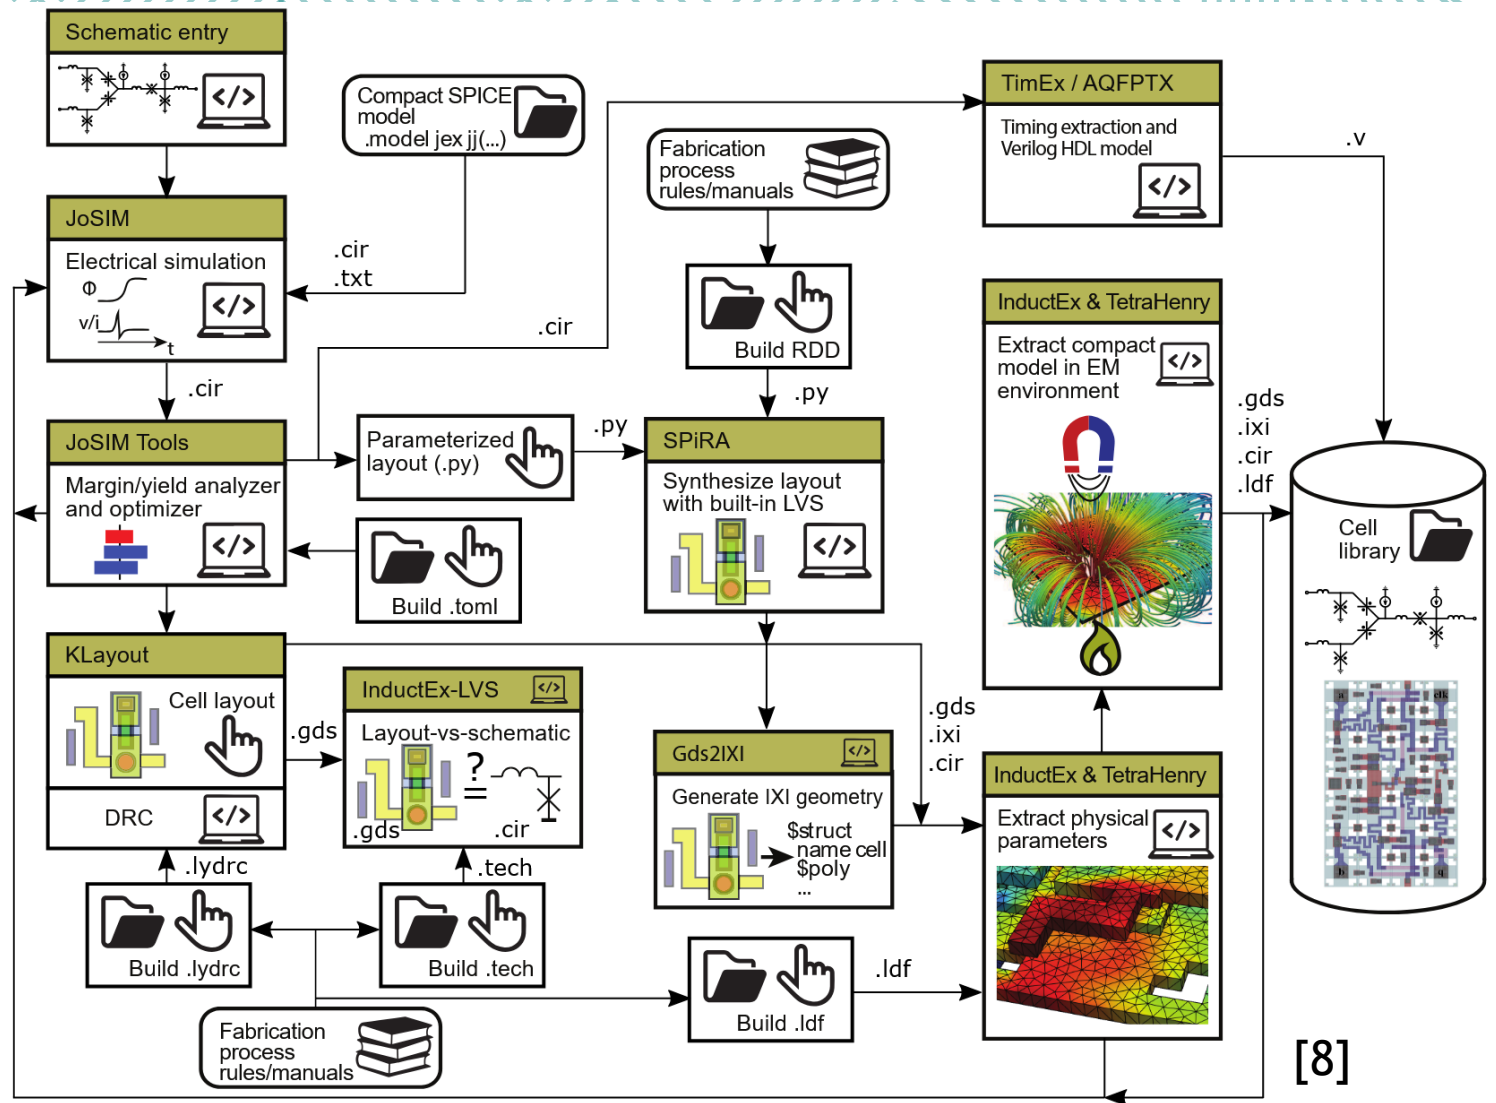 Schematic entry
</>
JoSIM
Electrical simulation
Φ
v/i
t
</>
.cir
JoSIM Tools
Margin/yield analyzer
and optimizer
</>
KLayout
Cell layout
DRC
</>
.lydrc
Build .lydrc
Compact SPICE
model
.model jex jj(...)
.cir
.txt
.cir
Parameterized
layout (.py)
.py
Build .toml
.gds
InductEx-LVS
</>
Layout-vs-schematic
?
=
.gds
.cir
.tech
Build .tech
Fabrication
process
rules/manuals
Fabrication
process
rules/manuals
Build RDD
.py
SPiRA
Synthesize layout
with built-in LVS
</>
Gds2IXI
</>
Generate IXI geometry
$struct
name cell
$poly
...
Build .ldf
.ldf
.gds
.ixi
.cir
TimEx / AQFPTX
Timing extraction and
Verilog HDL model
</>
.v
InductEx & TetraHenry
Extract compact
model in EM
environment
</>
InductEx & TetraHenry
Extract physical
parameters
</>
.gds
.ixi
.cir
.ldf
Cell
library
a
clk
b
q
[8]